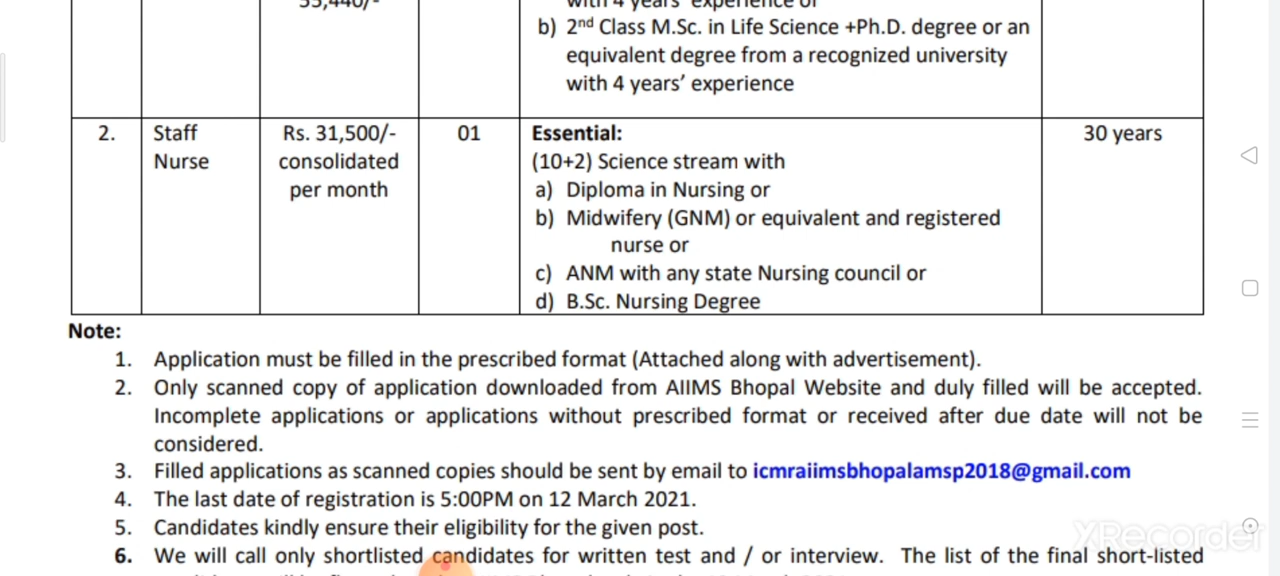 55,440/-
with 4 years' experience or
b) 2nd Class M.Sc. in Life Science +Ph.D. degree or an
equivalent degree from a recognized university
with 4 years' experience
2.
Staff
Nurse
Rs. 31,500/-
consolidated
per month
01
Essential:
(10+2) Science stream with
a) Diploma in Nursing or
b) Midwifery (GNM) or equivalent and registered
nurse or
c) ANM with any state Nursing council or
d) B.Sc. Nursing Degree
30 years
Note:
1. Application must be filled in the prescribed format (Attached along with advertisement).
2. Only scanned copy of application downloaded from AIIMS Bhopal Website and duly filled will be accepted.
Incomplete applications or applications without prescribed format or received after due date will not be
considered.
3. Filled applications as scanned copies should be sent by email to icmraiimsbhopalamsp2018@gmail.com
4. The last date of registration is 5:00PM on 12 March 2021.
5. Candidates kindly ensure their eligibility for the given post.
6. We will call only shortlisted candidates for written test and / or interview. The list of the final short-listed
XRecorder